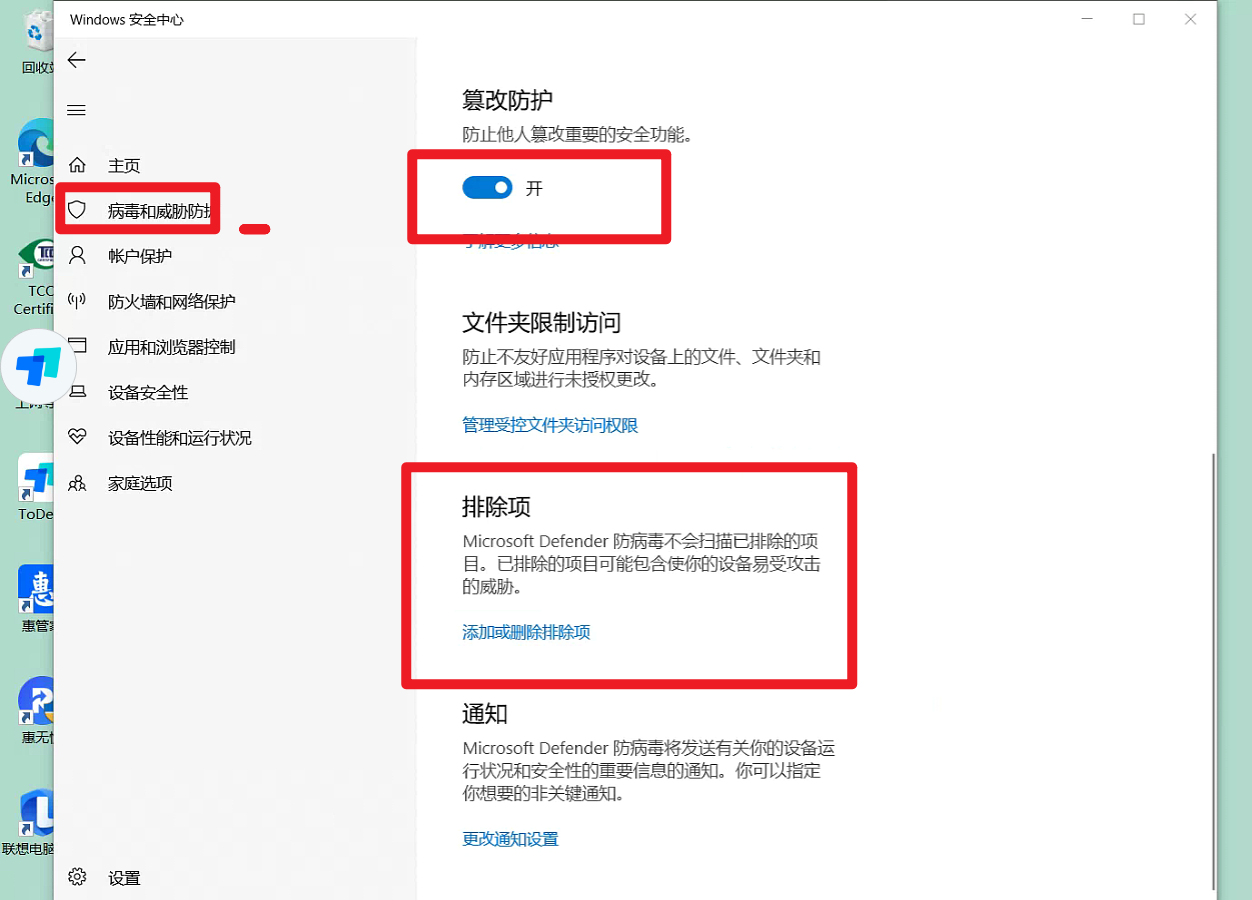 Windows 安全中心
回收
Micros
Edge
TCC
Certifi
ToDe
惠
惠管
惠无
联想电脑
主页
病毒和威胁防护
帐户保护
防火墙和网络保护
应用和浏览器控制
设备安全性
设备性能和运行状况
家庭选项
设置
篡改防护
防止他人篡改重要的安全功能。
开
了解更多信息
文件夹限制访问
防止不友好应用程序对设备上的文件、文件夹和
内存区域进行未授权更改。
管理受控文件夹访问权限
排除项
Microsoft Defender 防病毒不会扫描已排除的项
目。已排除的项目可能包含使你的设备易受攻击
的威胁。
添加或删除排除项
通知
Microsoft Defender 防病毒将发送有关你的设备运
行状况和安全性的重要信息的通知。你可以指定
你想要的非关键通知。
更改通知设置